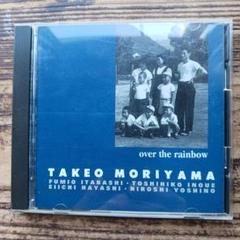 over the rainbow
TAKEO MORIYAMA
FUMIO ITABASHI · TOSHIHIKO INOUE
EIICHI HAYASHI · HIROSHI YOSHINO